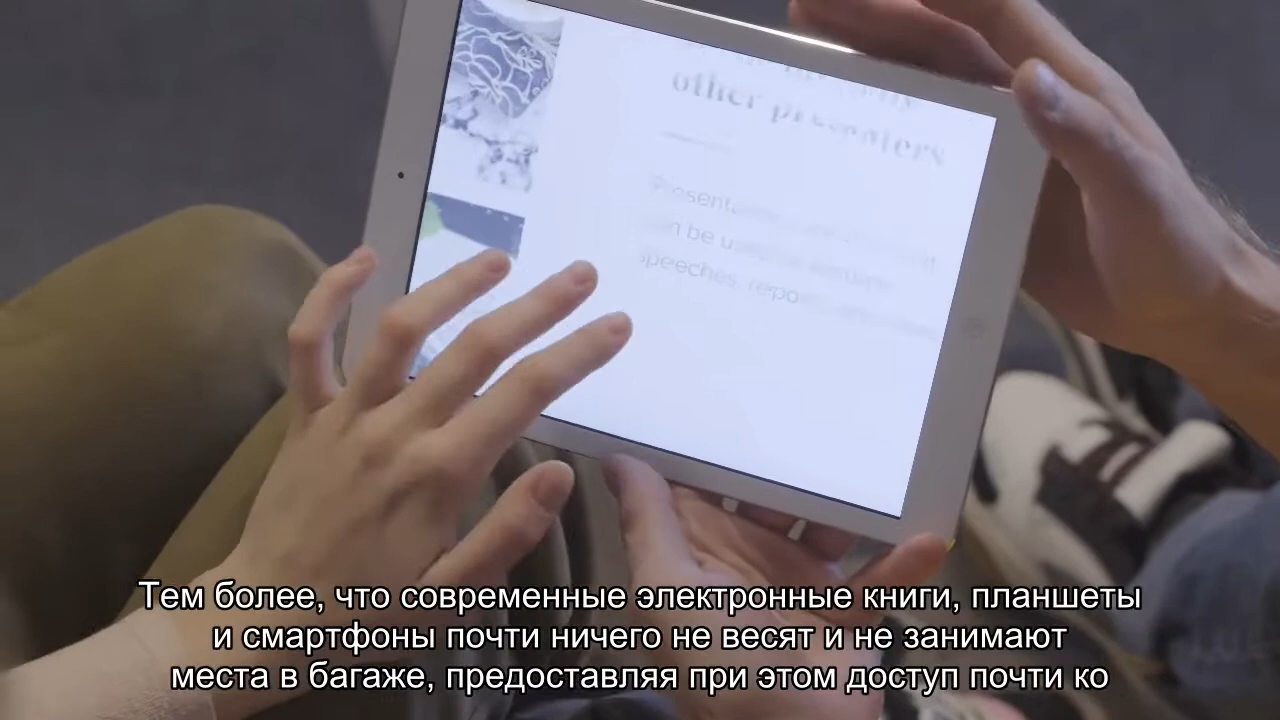 other presenters
can be
speeches, repo
Тем более, что современные электронные книги, планшеты
и смартфоны почти ничего не весят и не занимают
места в багаже, предоставляя при этом доступ почти ко